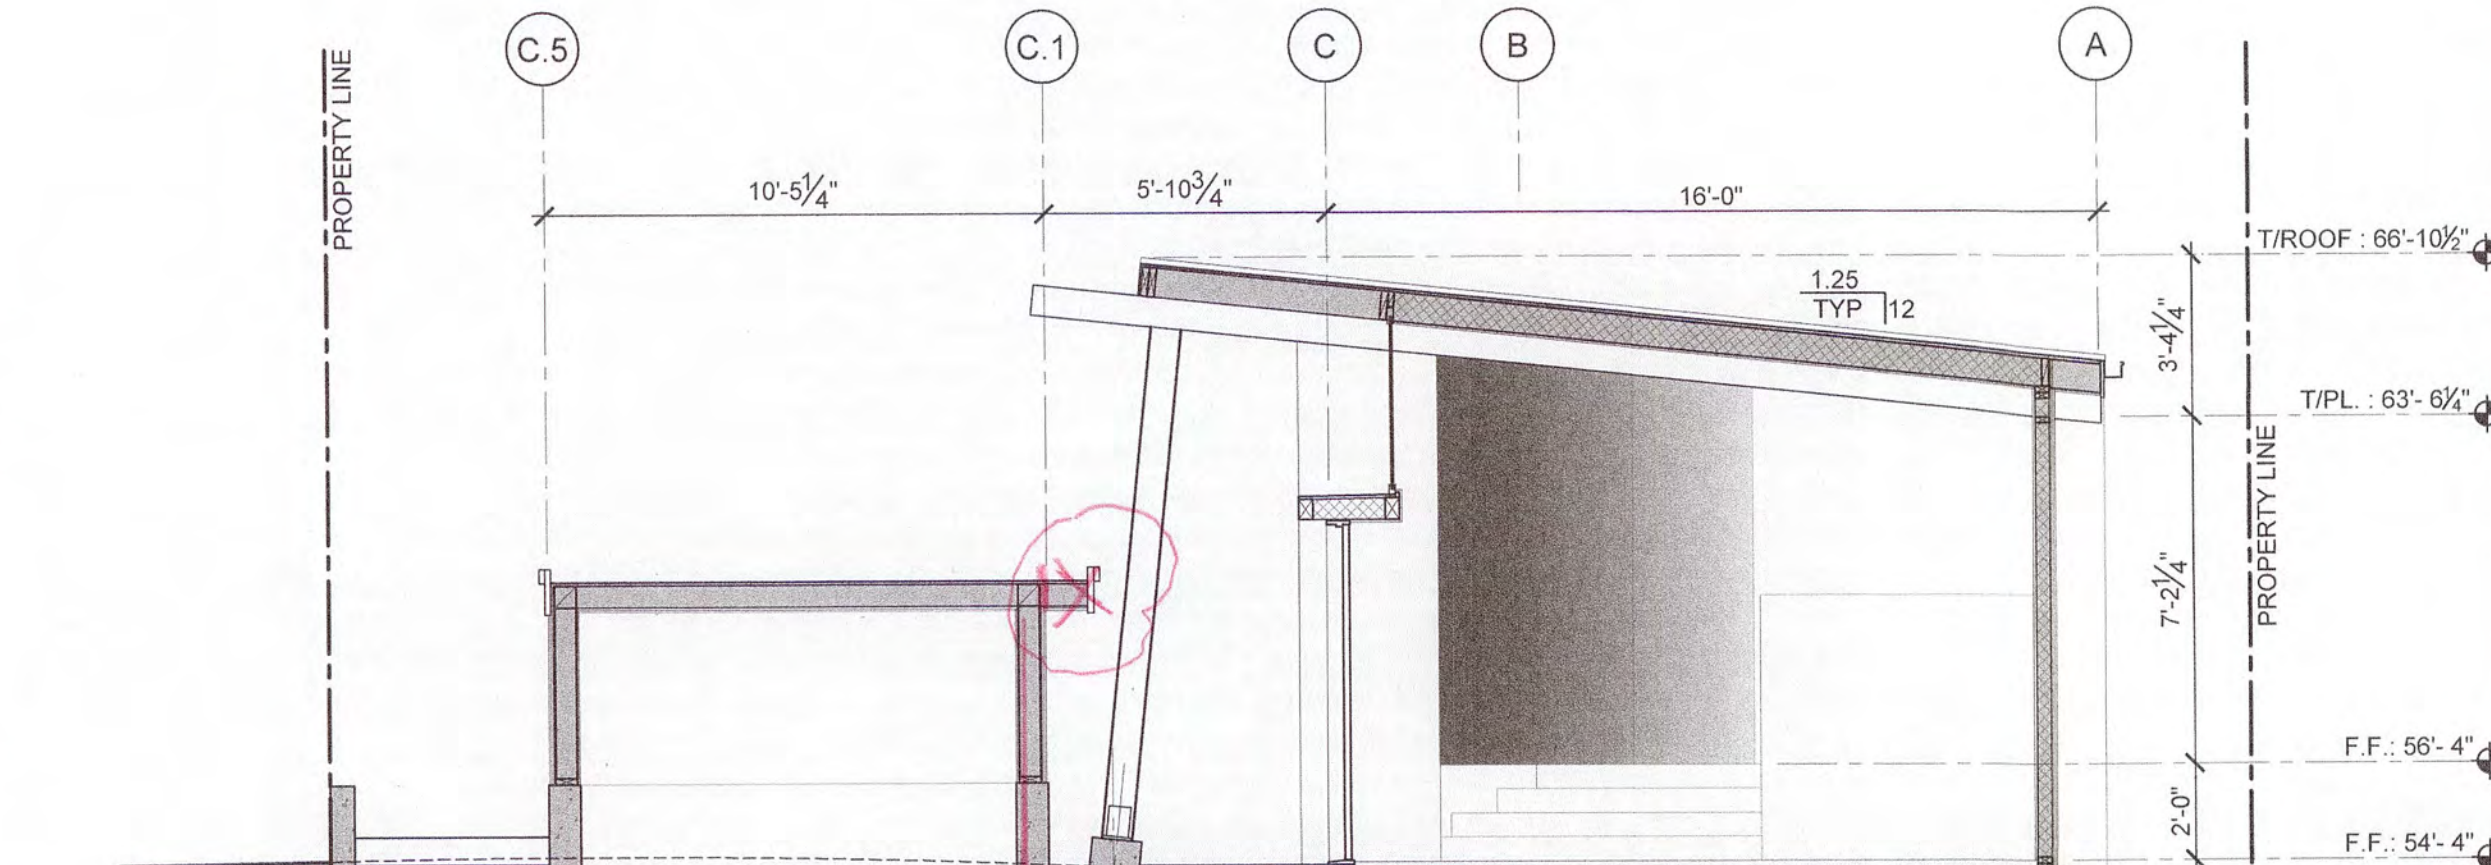 C.5
C.1
C
B
A
PROPERTY LINE
10'-5¼"
5'-10¾"
16'-0"
T/ROOF : 66'-10½"
1.25
TYP
12
3'-4¼"
T/PL. : 63'- 6¼"
PROPERTY LINE
7'-2¼"
F.F.: 56'- 4"
2'-0"
F.F.: 54'- 4"